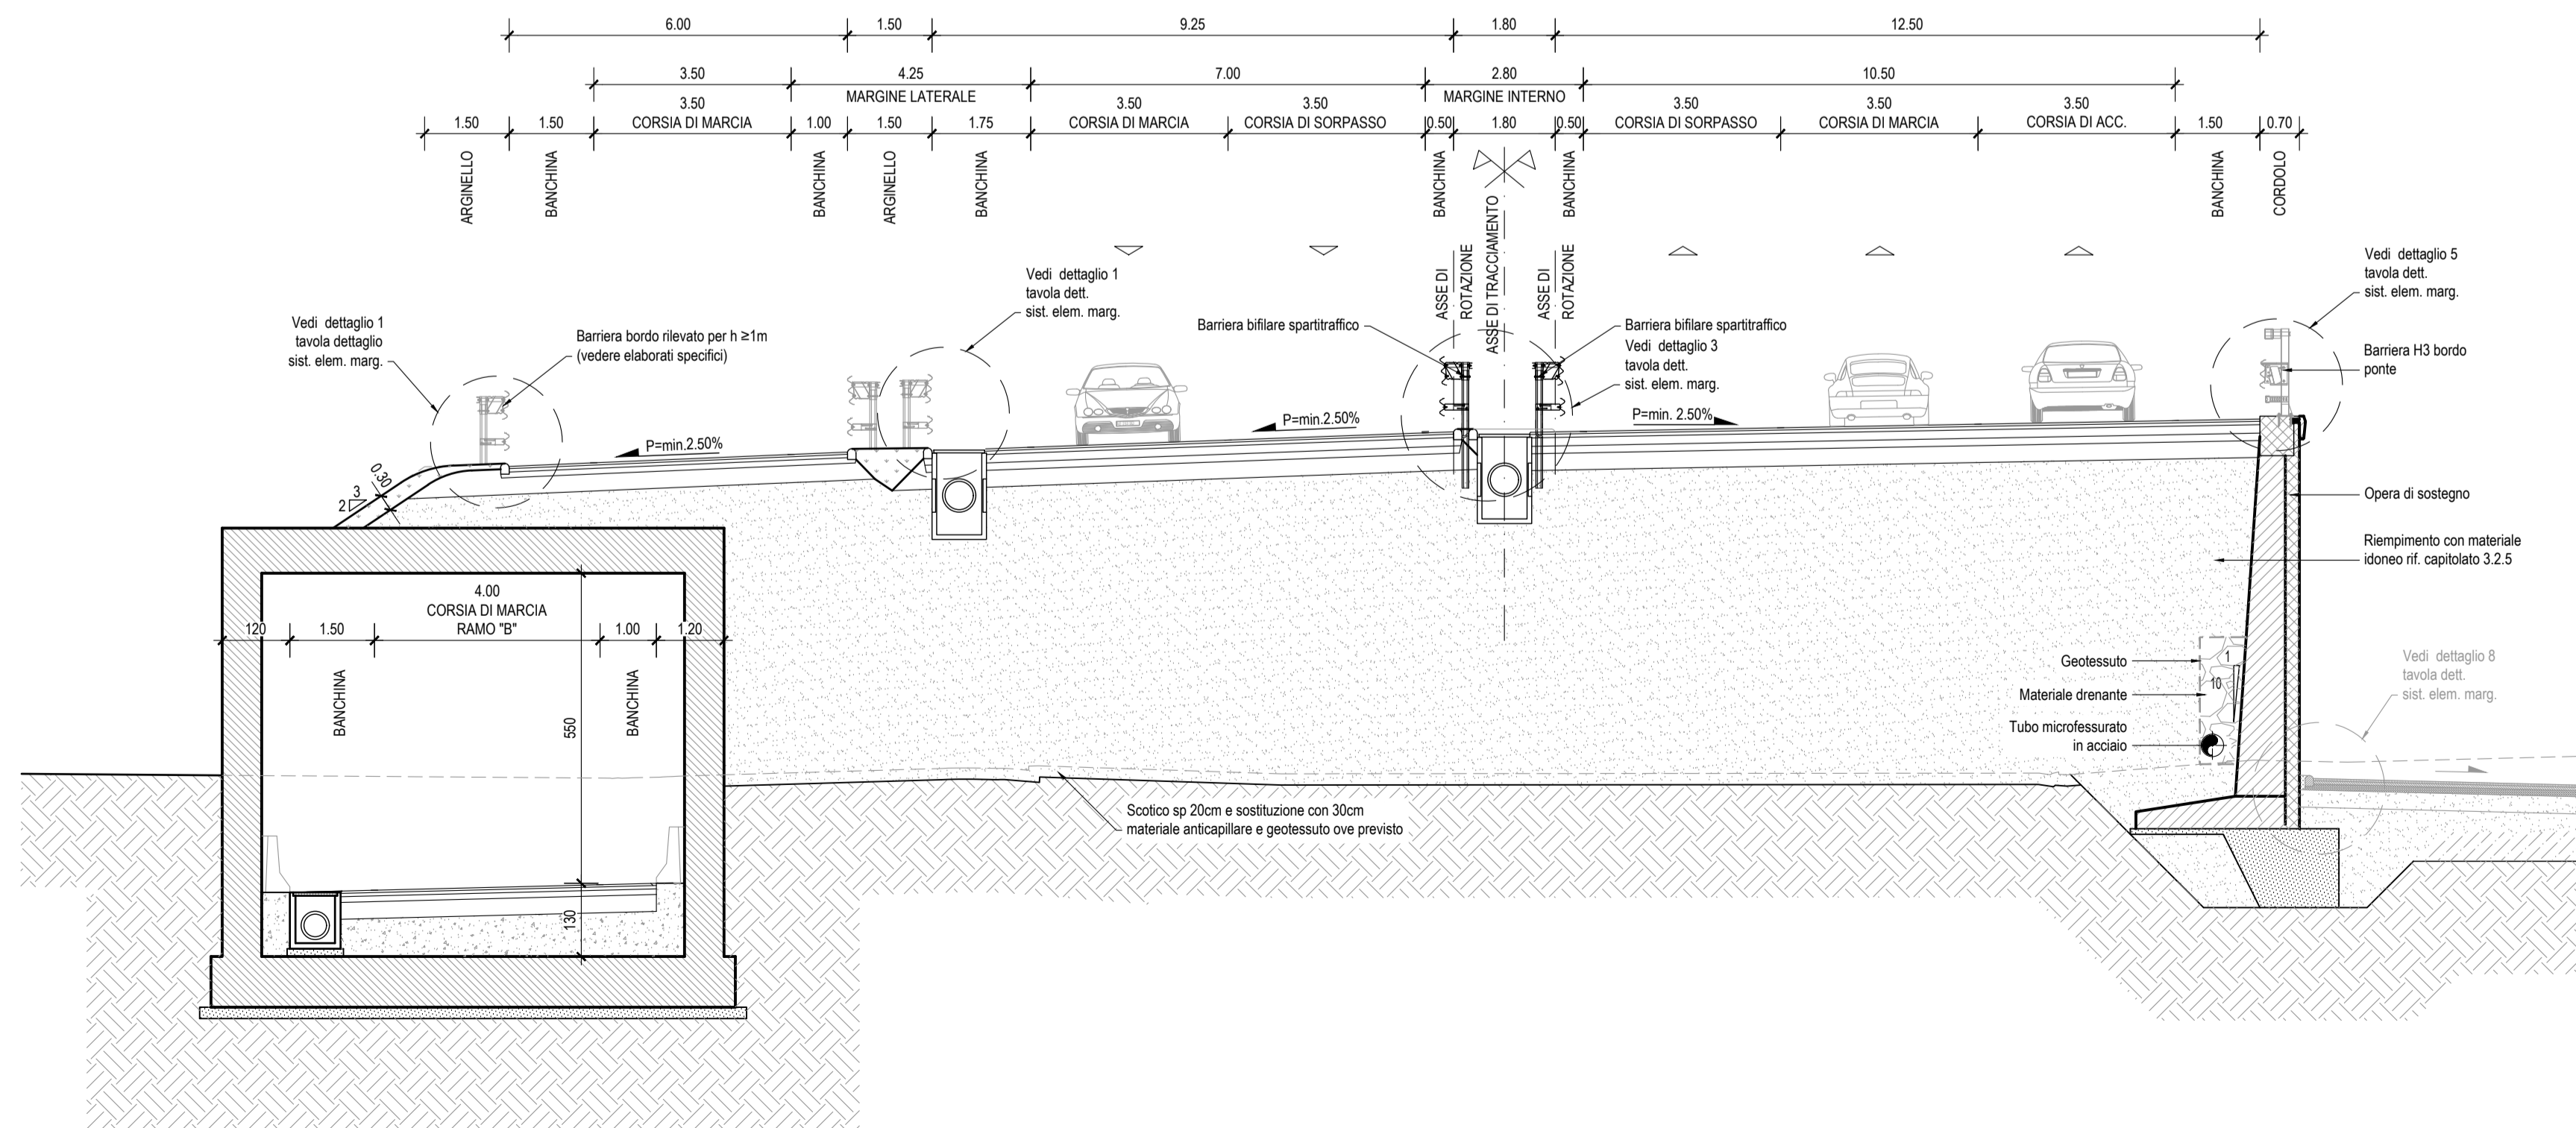 6.00 1.50 9.25 1.80 12.50
3.50 4.25 7.00 2.80 10.50
MARGINE LATERALE MARGINE INTERNO
3.50 3.50 3.50 3.50 3.50 3.50
CORSIA DI MARCIA CORSIA DI MARCIA CORSIA DI SORPASSO CORSIA DI SORPASSO CORSIA DI MARCIA CORSIA DI ACC.
1.50 1.50 1.00 1.50 1.75 0.50 1.80 0.50 1.50 0.70
ARGINELLO
BANCHINA
BANCHINA
ARGINELLO
BANCHINA
BANCHINA
BANCHINA
BANCHINA
CORDOLO
ASSE DI
ROTAZIONE
ASSE DI TRACCIAMENTO
ASSE DI
ROTAZIONE
Vedi dettaglio 1
tavola dettaglio
sist. elem. marg.
Barriera bordo rilevato per h ≥1m
(vedere elaborati specifici)
Vedi dettaglio 1
tavola dett.
sist. elem. marg.
Barriera bifilare spartitraffico
Barriera bifilare spartitraffico
Vedi dettaglio 3
tavola dett.
sist. elem. marg.
Vedi dettaglio 5
tavola dett.
sist. elem. marg.
Barriera H3 bordo
ponte
P=min.2.50%
P=min.2.50%
P=min. 2.50%
0.30
3
2
Opera di sostegno
Riempimento con materiale
idoneo rif. capitolato 3.2.5
4.00
CORSIA DI MARCIA
RAMO "B"
120 1.50 1.00 1.20
BANCHINA
BANCHINA
550
130
Geotessuto
Materiale drenante
Tubo microfessurato
in acciaio
1
10
Vedi dettaglio 8
tavola dett.
sist. elem. marg.
Scotico sp 20cm e sostituzione con 30cm
materiale anticapillare e geotessuto ove previsto